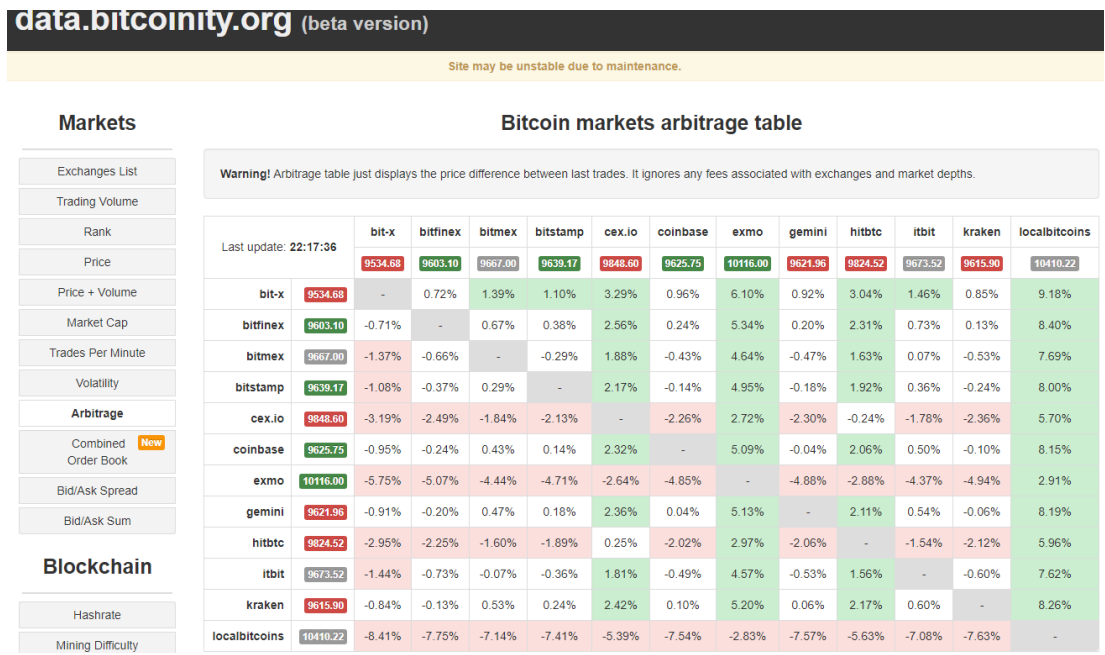 data.bitcoinity.org (beta version)
Site may be unstable due to maintenance.
Markets
Exchanges List
Trading Volume
Rank
Price
Price + Volume
Market Cap
Trades Per Minute
Volatility
Arbitrage
Combined New
Order Book
Bid/Ask Spread
Bid/Ask Sum
Blockchain
Hashrate
Mining Difficulty
Bitcoin markets arbitrage table
Warning! Arbitrage table just displays the price difference between last trades. It ignores any fees associated with exchanges and market depths.
Last update: 22:17:36
bit-x bitfinex bitmex bitstamp cex.io coinbase exmo gemini hitbtc itbit kraken localbitcoins
9534.68 9603.10 9667.00 9639.17 9848.60 9625.75 10116.00 9621.96 9824.52 9673.52 9615.90 10410.22
bit-x 9534.68 - 0.72% 1.39% 1.10% 3.29% 0.96% 6.10% 0.92% 3.04% 1.46% 0.85% 9.18%
bitfinex 9603.10 -0.71% - 0.67% 0.38% 2.56% 0.24% 5.34% 0.20% 2.31% 0.73% 0.13% 8.40%
bitmex 9667.00 -1.37% -0.66% - -0.29% 1.88% -0.43% 4.64% -0.47% 1.63% 0.07% -0.53% 7.69%
bitstamp 9639.17 -1.08% -0.37% 0.29% - 2.17% -0.14% 4.95% -0.18% 1.92% 0.36% -0.24% 8.00%
cex.io 9848.60 -3.19% -2.49% -1.84% -2.13% - -2.26% 2.72% -2.30% -0.24% -1.78% -2.36% 5.70%
coinbase 9625.75 -0.95% -0.24% 0.43% 0.14% 2.32% - 5.09% -0.04% 2.06% 0.50% -0.10% 8.15%
exmo 10116.00 -5.75% -5.07% -4.44% -4.71% -2.64% -4.85% - -4.88% -2.88% -4.37% -4.94% 2.91%
gemini 9621.96 -0.91% -0.20% 0.47% 0.18% 2.36% 0.04% 5.13% - 2.11% 0.54% -0.06% 8.19%
hitbtc 9824.52 -2.95% -2.25% -1.60% -1.89% 0.25% -2.02% 2.97% -2.06% - -1.54% -2.12% 5.96%
itbit 9673.52 -1.44% -0.73% -0.07% -0.36% 1.81% -0.49% 4.57% -0.53% 1.56% - -0.60% 7.62%
kraken 9615.90 -0.84% -0.13% 0.53% 0.24% 2.42% 0.10% 5.20% 0.06% 2.17% 0.60% - 8.26%
localbitcoins 10410.22 -8.41% -7.75% -7.14% -7.41% -5.39% -7.54% -2.83% -7.57% -5.63% -7.08% -7.63% -